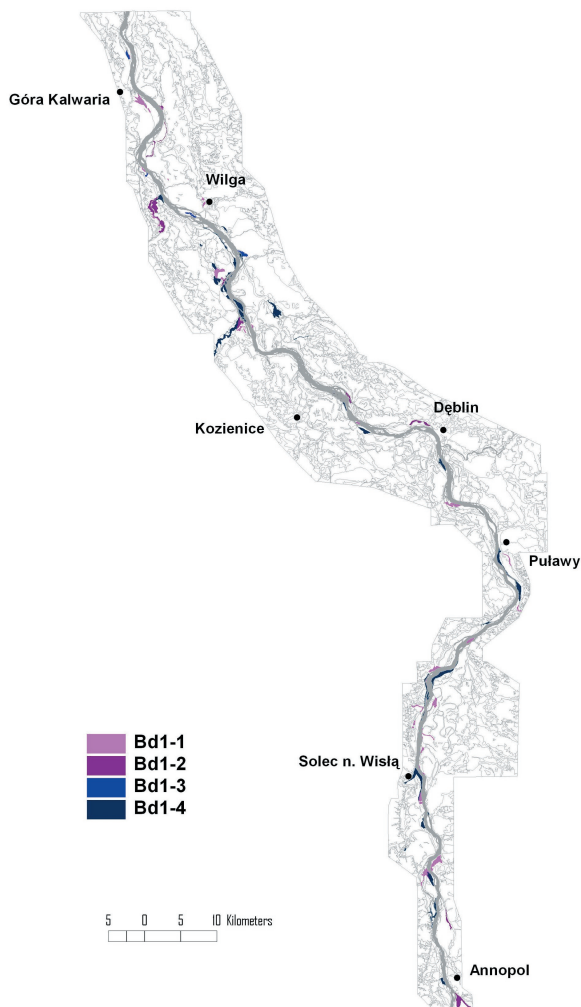 Góra Kalwaria
Wilga
Dęblin
Kozienice
Puławy
Bd1-1
Bd1-2
Bd1-3
Bd1-4
Solec n. Wisłą
5 0 5 10 Kilometers
Annopol